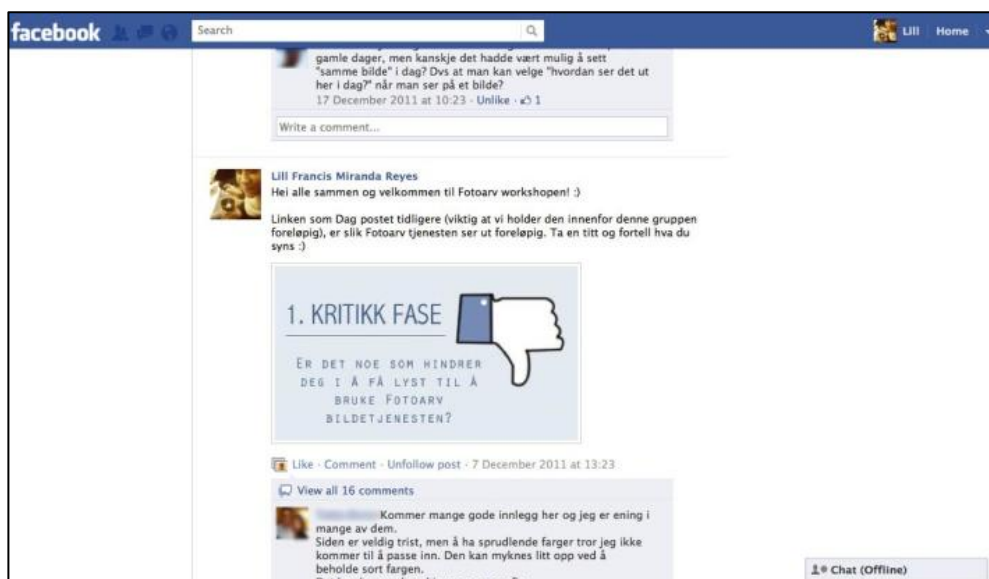 facebook
Search
Lill Home
gamle dager, men kanskje det hadde vært mulig å sett
"samme bilde" i dag? Dvs at man kan velge "hvordan ser det ut
her i dag?" når man ser på et bilde?
17 December 2011 at 10:23 · Unlike · 1
Write a comment...
Lill Francis Miranda Reyes
Hei alle sammen og velkommen til Fotoarv workshopen! :)
Linken som Dag postet tidligere (viktig at vi holder den innenfor denne gruppen
foreløpig), er slik Fotoarv tjenesten ser ut foreløpig. Ta en titt og fortell hva du
syns :)
1. KRITIKK FASE
ER DET NOE SOM HINDRER
DEG I Å FÅ LYST TIL Å
BRUKE FOTOARV
BILDETJENESTEN?
Like · Comment · Unfollow post · 7 December 2011 at 13:23
View all 16 comments
Kommer mange gode innlegg her og jeg er ening i
mange av dem.
Siden er veldig trist, men å ha sprudlende farger tror jeg ikke
kommer til å passe inn. Den kan myknes litt opp ved å
beholde sort fargen.
Chat (Offline)